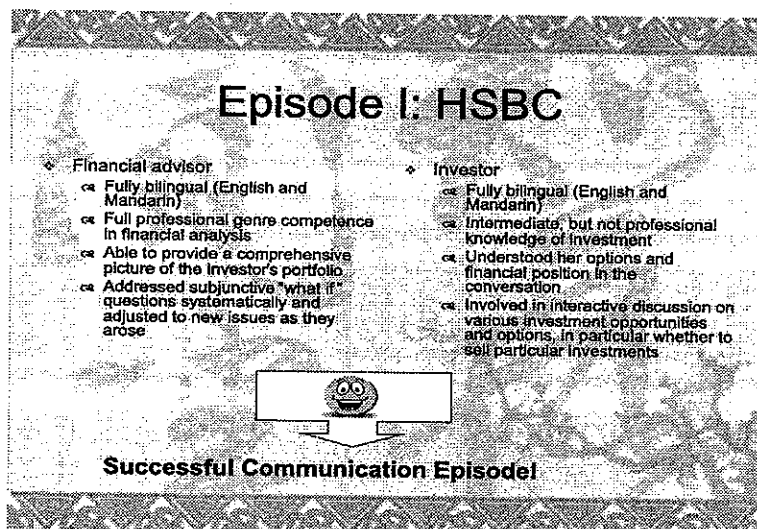 Episode I: HSBC
Financial advisor
Fully bilingual (English and
Mandarin)
Full professional genre competence
in financial analysis
Able to provide a comprehensive
picture of the investor's portfolio
Addressed subjunctive "what if"
questions systematically and
adjusted to new issues as they
arose
Investor
Fully bilingual (English and
Mandarin)
Intermediate, but not professional
knowledge of investment
Understood her options and
financial position in the
conversation
Involved in interactive discussion on
various investment opportunities
and options, in particular whether to
sell particular investments
Successful Communication Episode!